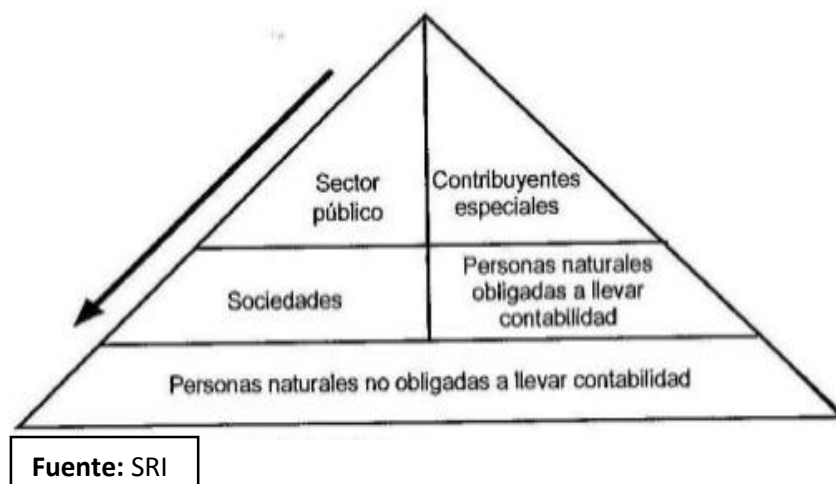 Sector
público
Contribuyentes
especiales
Sociedades
Personas naturales
obligadas a llevar
contabilidad
Personas naturales no obligadas a llevar contabilidad
Fuente: SRI